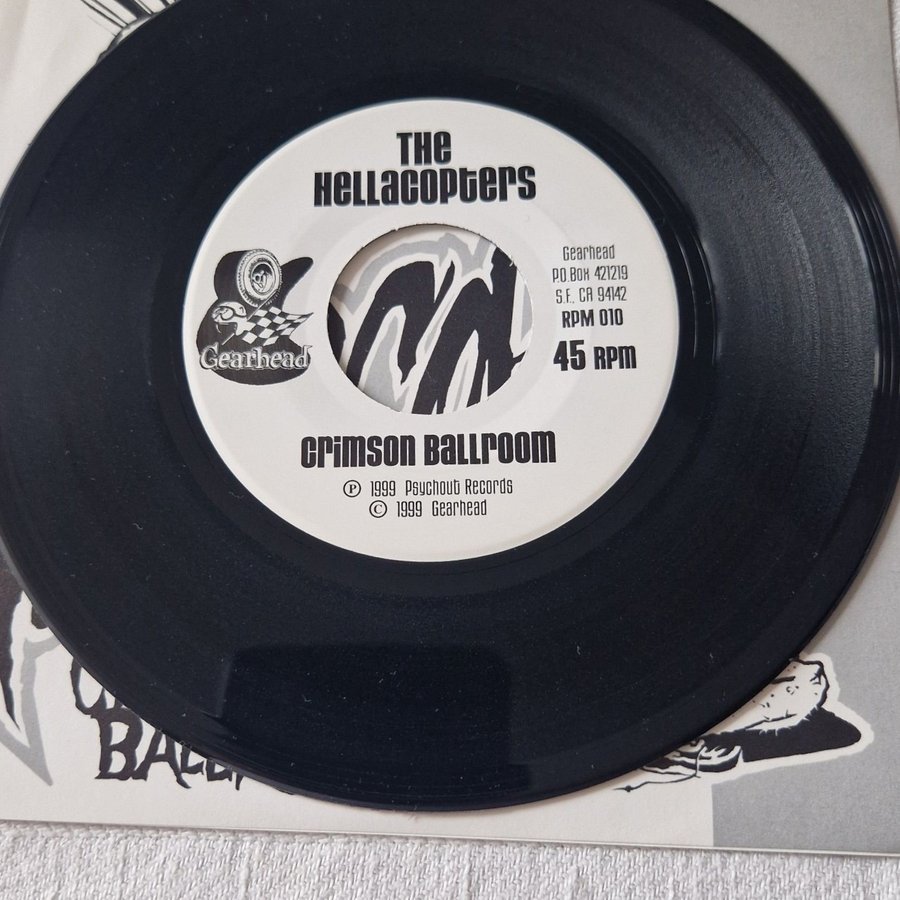 THE
HELLACOPTERS
Gearhead
P.O. Box 421219
S.F., CA 94142
RPM 010
45 RPM
Gearhead
CRIMSON BALLROOM
Ⓟ 1999 Psychout Records
© 1999 Gearhead